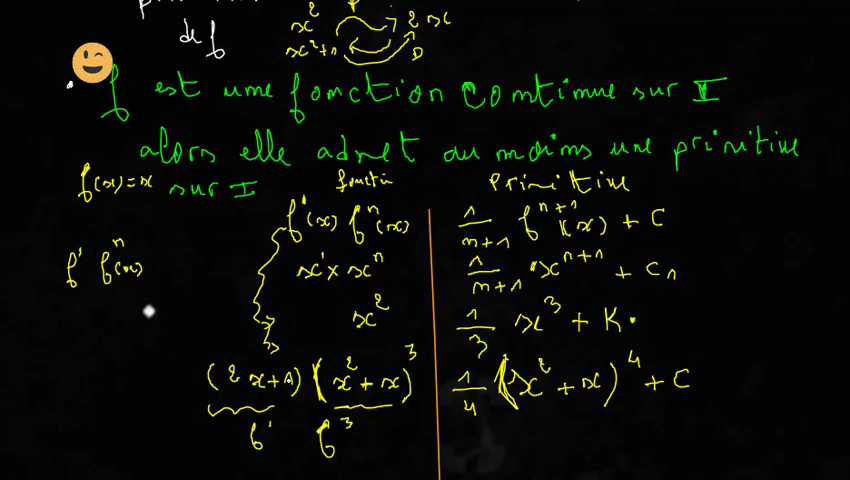 de f
x² 2x
x²+1 D
f est une fonction continue sur I
alors elle admet au moins une primitive
sur I
f(x)=x
fonction Primitive
f'(x) fⁿ(x) 1/(n+1) fⁿ⁺¹(x) + C
f' fⁿ(x)
x' × xⁿ 1/(n+1) xⁿ⁺¹ + C₁
x² 1/3 x³ + K.
(2x+1) (x²+x)³ 1/4 (x²+x)⁴ + C
f' f³